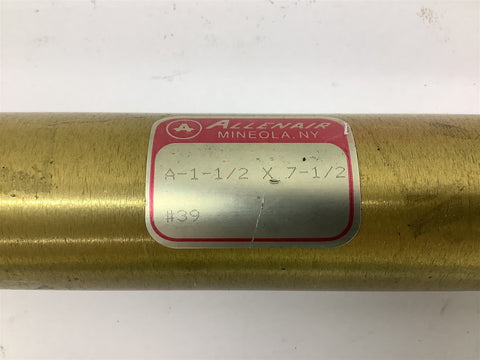 A ALLENAIR
MINEOLA, NY
A-1-1/2 X 7-1/2
#39